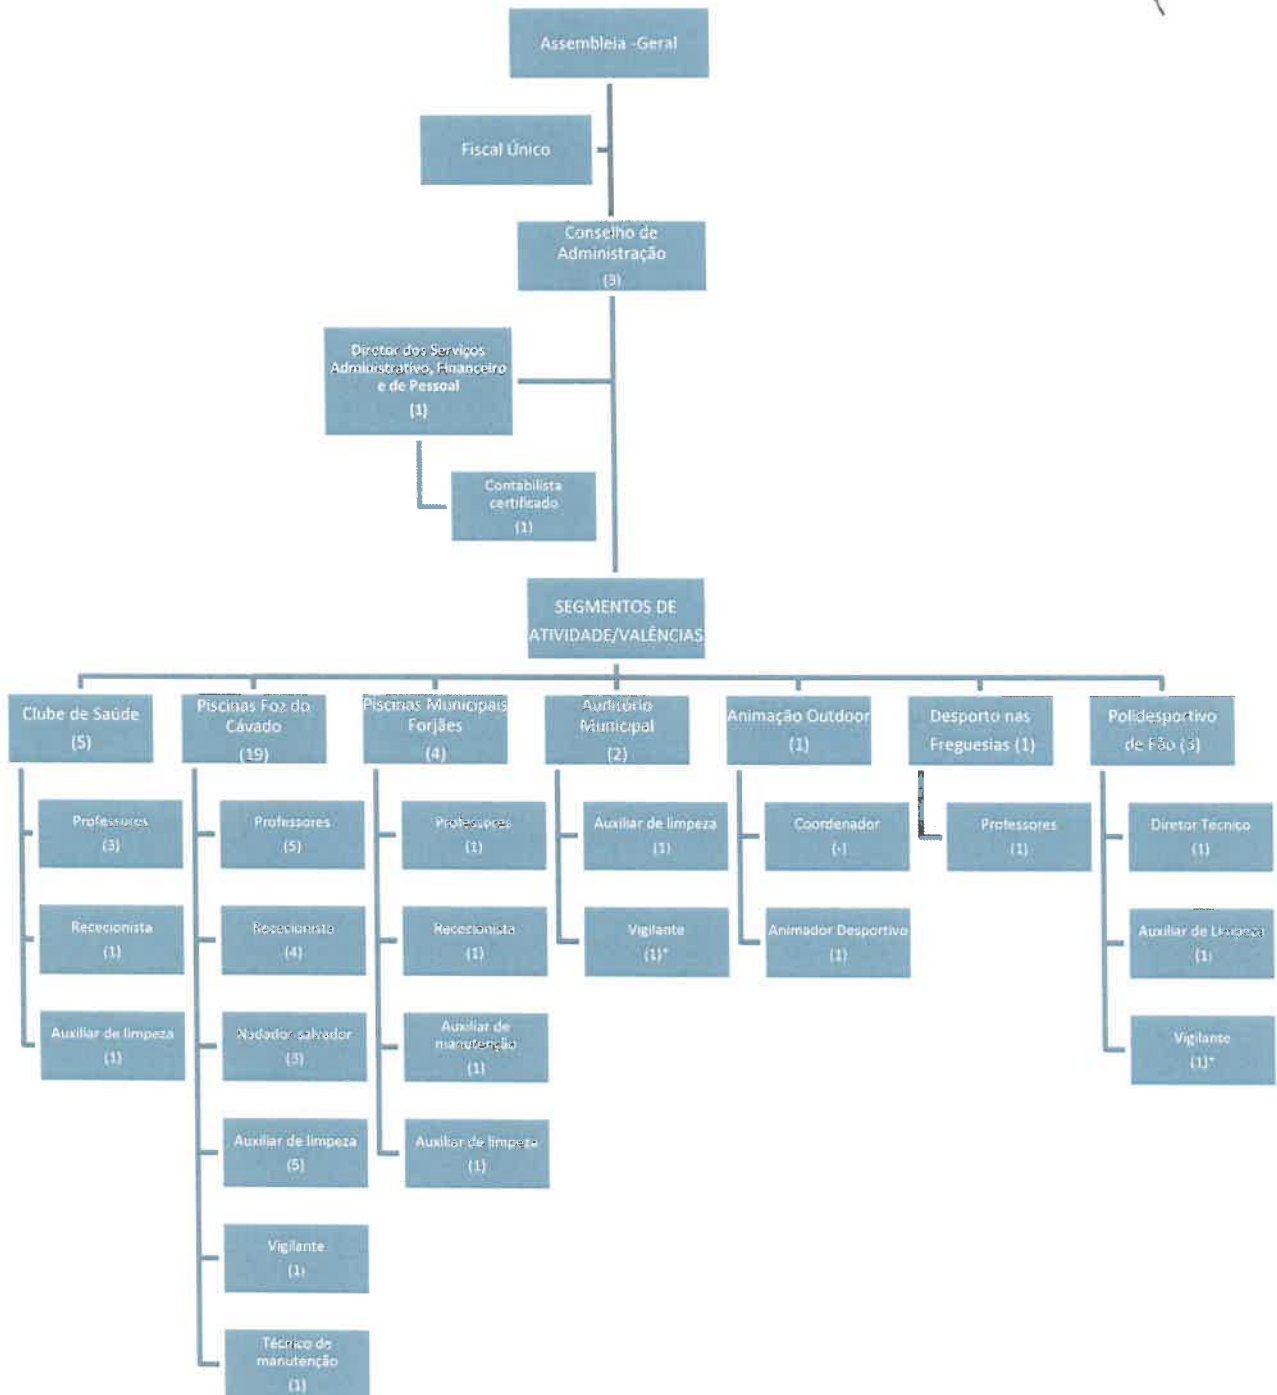 Assembleia -Geral
Fiscal Único
Conselho de
Administração
(3)
Diretor dos Serviços
Administrativo, Financeiro
e de Pessoal
(1)
Contabilista
certificado
(1)
SEGMENTOS DE
ATIVIDADE/VALÊNCIAS
Clube de Saúde
(5)
Professores
(3)
Rececionista
(1)
Auxiliar de limpeza
(1)
Piscinas Foz do
Cávado
(19)
Professores
(5)
Rececionista
(4)
Nadador-salvador
(3)
Auxiliar de limpeza
(5)
Vigilante
(1)
Técnico de
manutenção
(1)
Piscinas Municipais
Forjães
(4)
Professores
(1)
Rececionista
(1)
Auxiliar de
manutenção
(1)
Auxiliar de limpeza
(1)
Auditório
Municipal
(2)
Auxiliar de limpeza
(1)
Vigilante
(1)*
Animação Outdoor
(1)
Coordenador
(-)
Animador Desportivo
(1)
Desporto nas
Freguesias (1)
Professores
(1)
Polidesportivo
de Fão (3)
Diretor Técnico
(1)
Auxiliar de Limpeza
(1)
Vigilante
(1)*